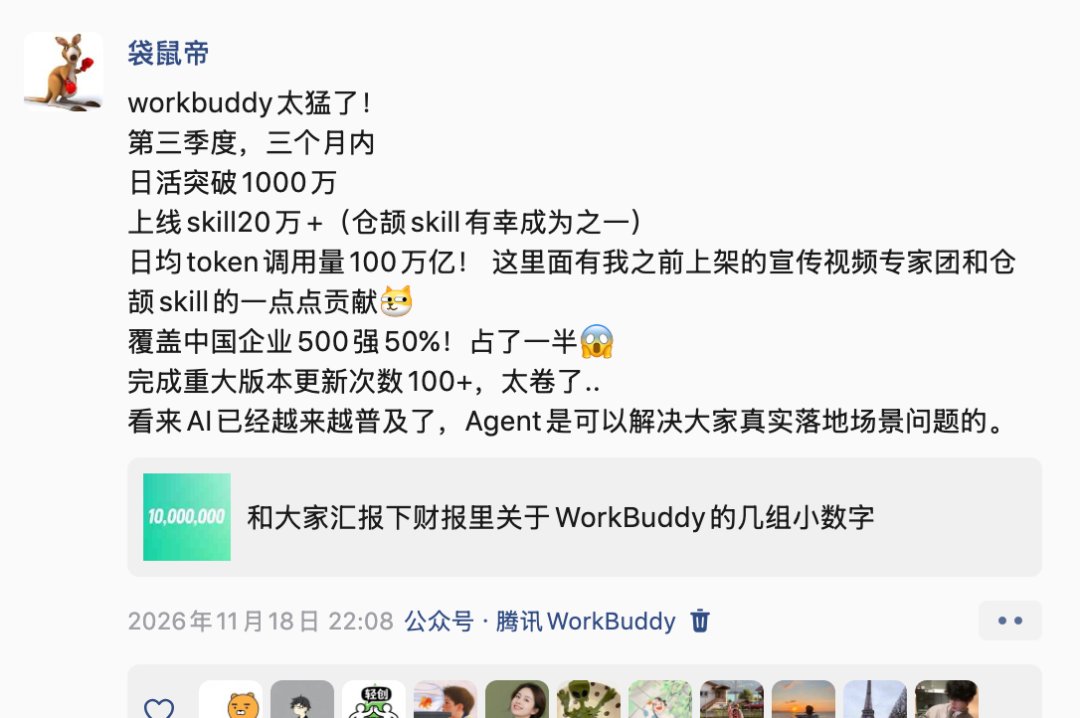 袋鼠帝
workbuddy太猛了！
第三季度，三个月内
日活突破1000万
上线skill20万+（仓颉skill有幸成为之一）
日均token调用量100万亿！ 这里面有我之前上架的宣传视频专家团和仓
颉skill的一点点贡献
覆盖中国企业500强50%！占了一半
完成重大版本更新次数100+，太卷了..
看来AI已经越来越普及了，Agent是可以解决大家真实落地场景问题的。
10,000,000
和大家汇报下财报里关于WorkBuddy的几组小数字
2026年11月18日 22:08 公众号 · 腾讯WorkBuddy
轻创